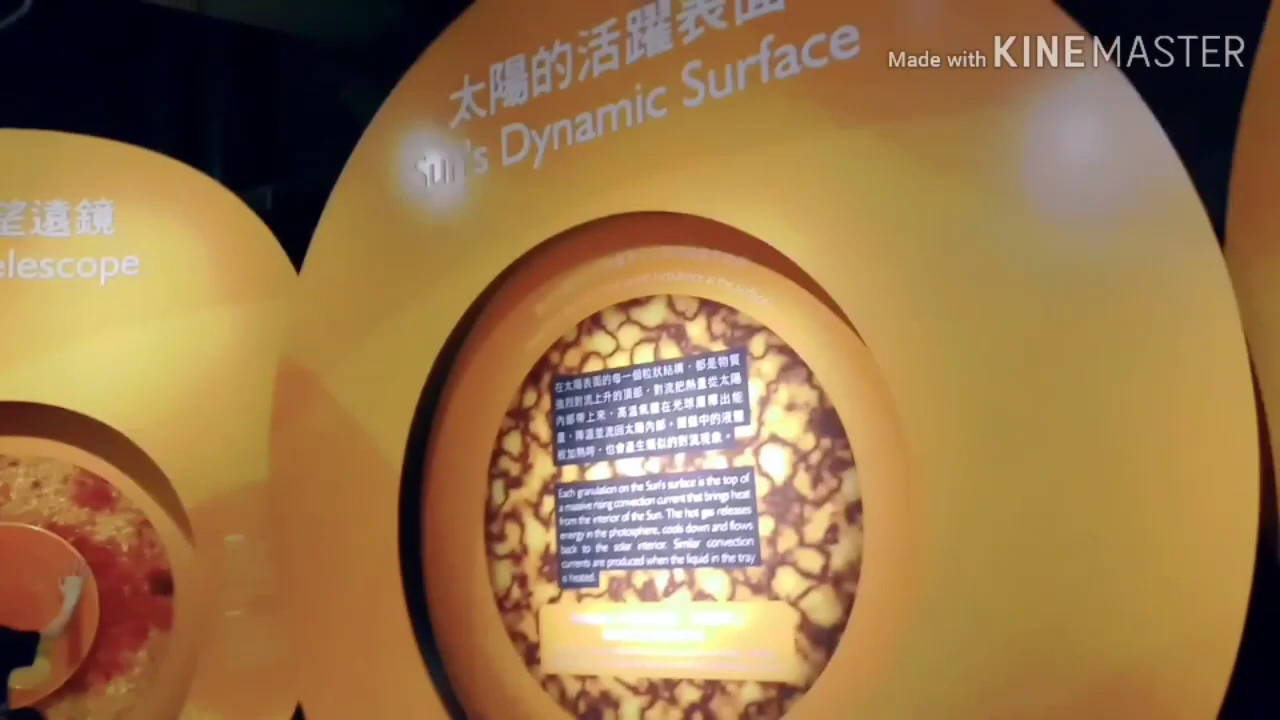 Made with KINEMASTER
太陽的活躍表面
Sun's Dynamic Surface
望遠鏡
elescope
turbulence at the surface
在太陽表面的每一個粒狀結構，都是物質
強烈對流上升的頂部，對流把熱量從太陽
內部帶上來，高溫氣體在光球層釋出能
量，降溫並流回太陽內部。圓盤中的液體
被加熱時，也會產生類似的對流現象。
Each granulation on the Sun's surface is the top of
a massive rising convection current that brings heat
from the interior of the Sun. The hot gas releases
energy in the photosphere, cools down and flows
back to the solar interior. Similar convection
currents are produced when the liquid in the tray
is heated.